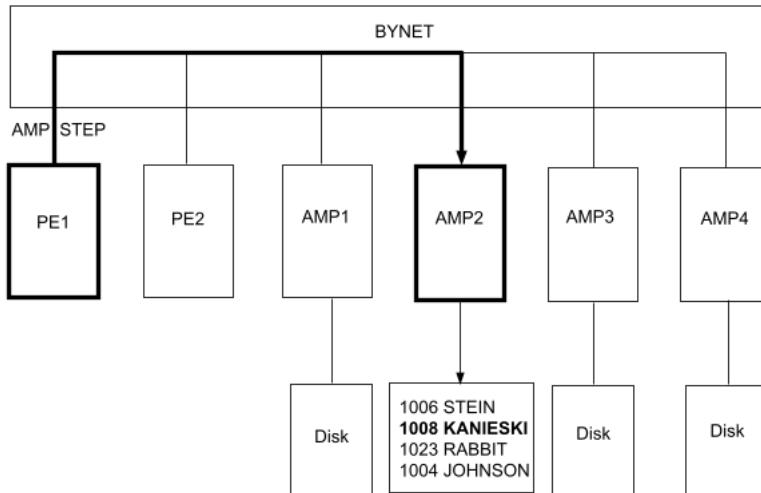 BYNET
AMP STEP
PE1
PE2
AMP1
AMP2
AMP3
AMP4
Disk
1006 STEIN
1008 KANIESKI
1023 RABBIT
1004 JOHNSON
Disk
Disk